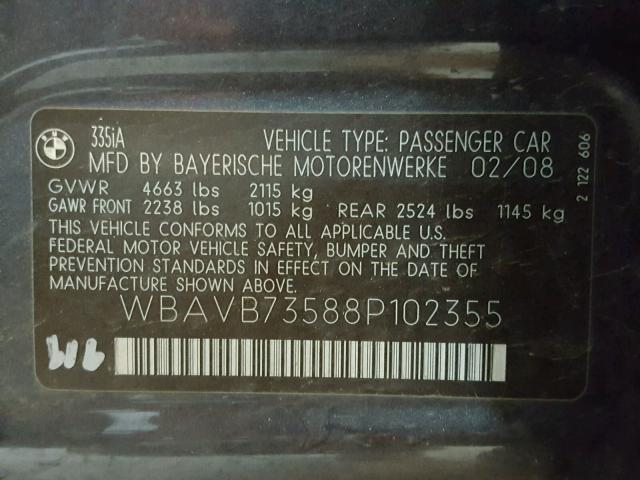 BMW
335iA VEHICLE TYPE: PASSENGER CAR
MFD BY BAYERISCHE MOTORENWERKE 02/08
GVWR 4663 lbs 2115 kg
GAWR FRONT 2238 lbs 1015 kg REAR 2524 lbs 1145 kg
THIS VEHICLE CONFORMS TO ALL APPLICABLE U.S.
FEDERAL MOTOR VEHICLE SAFETY, BUMPER AND THEFT
PREVENTION STANDARDS IN EFFECT ON THE DATE OF
MANUFACTURE SHOWN ABOVE.
WBAVB73588P102355
2 122 606